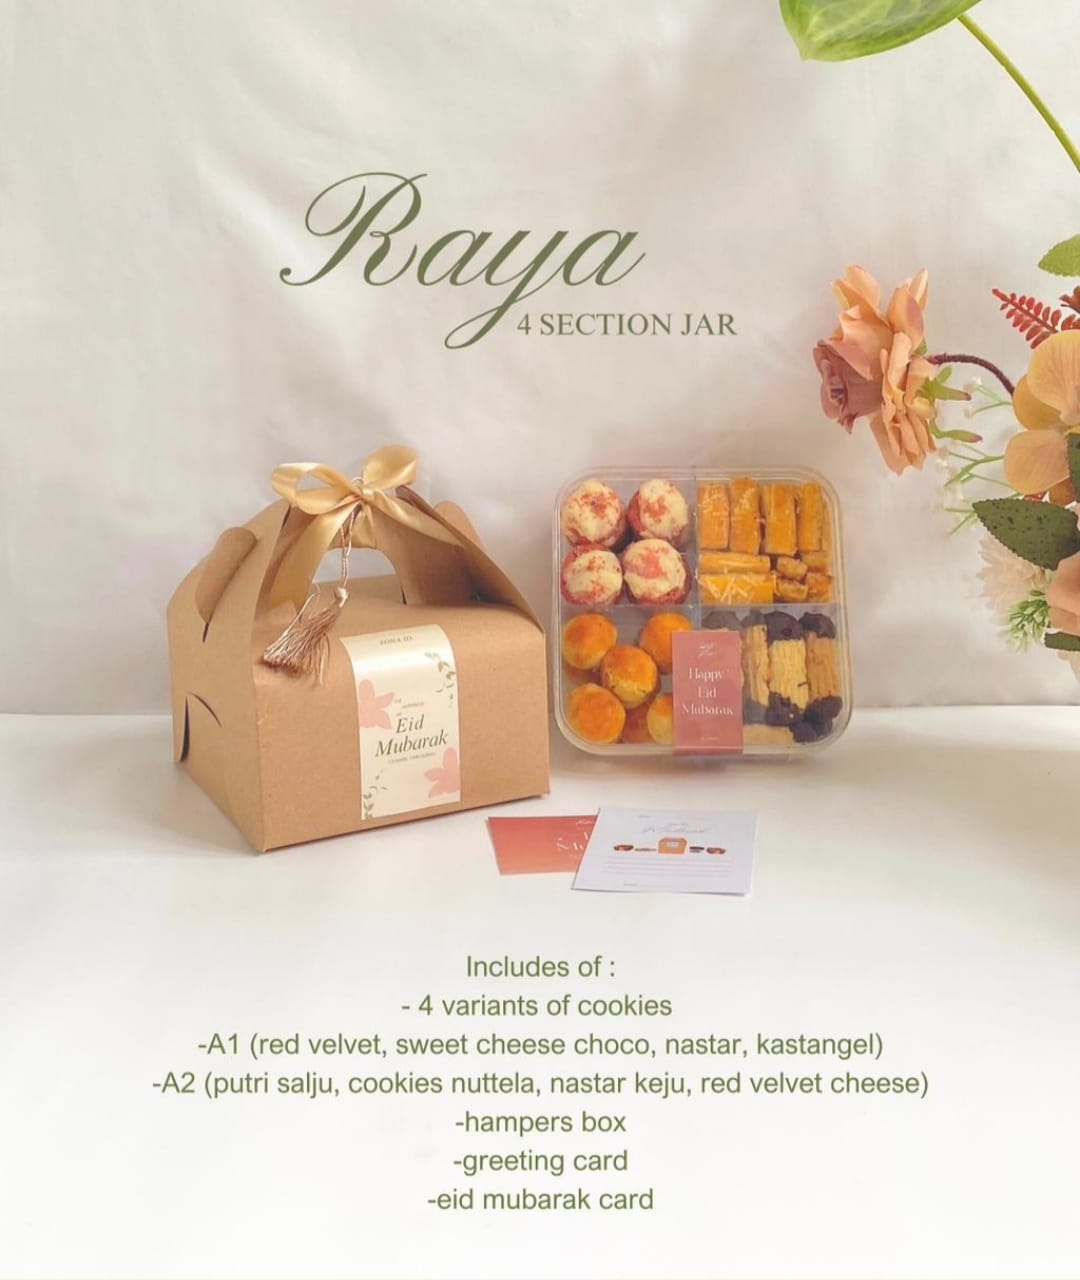 Raya
4 SECTION JAR
ZONA.ID
Eid
Mubarak
Happy
Eid
Mubarak
Includes of :
- 4 variants of cookies
-A1 (red velvet, sweet cheese choco, nastar, kastangel)
-A2 (putri salju, cookies nuttela, nastar keju, red velvet cheese)
-hampers box
-greeting card
-eid mubarak card